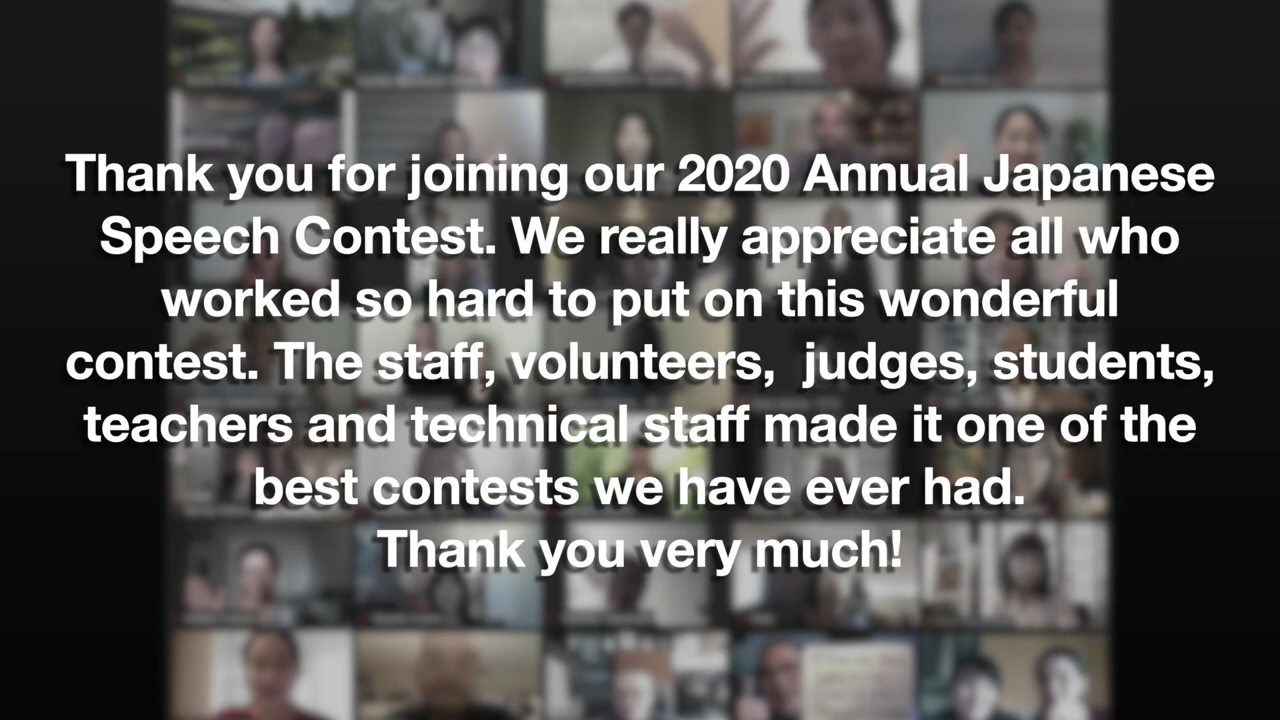 Thank you for joining our 2020 Annual Japanese
Speech Contest. We really appreciate all who
worked so hard to put on this wonderful
contest. The staff, volunteers,  judges, students,
teachers and technical staff made it one of the
best contests we have ever had.
Thank you very much!